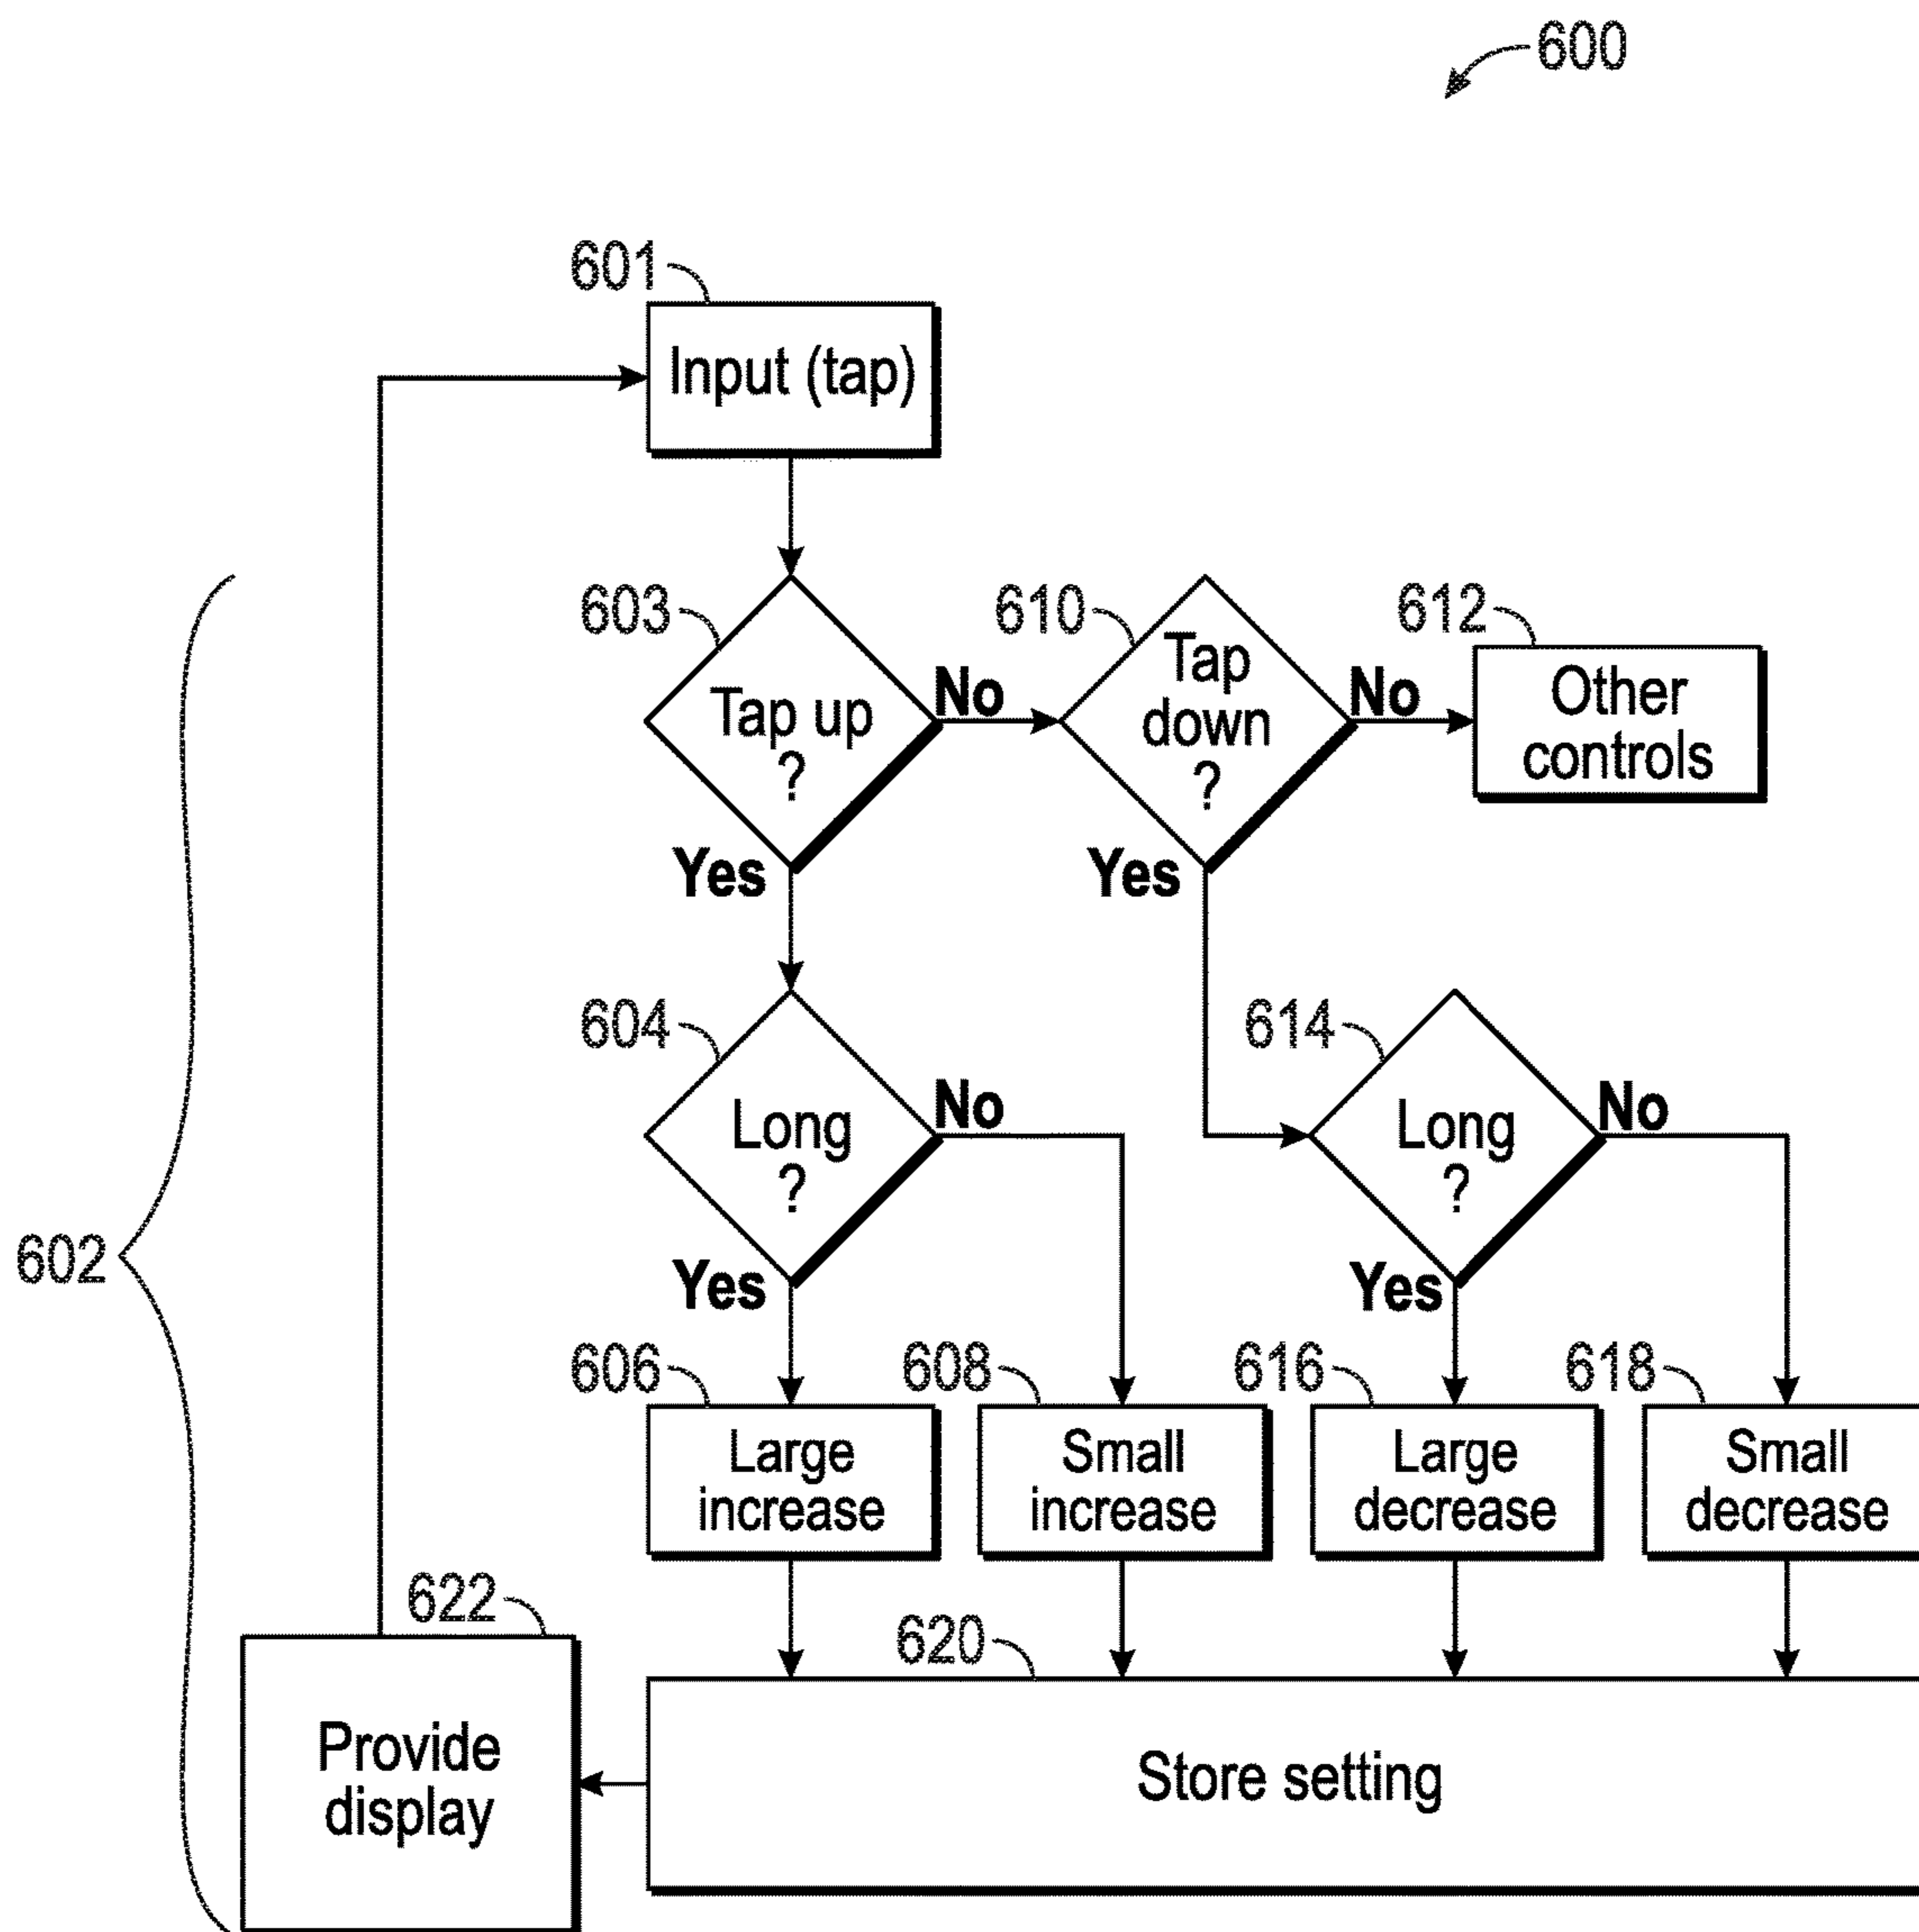 600
601
Input (tap)
603
Tap up
?
No
610
Tap
down
?
No
612
Other
controls
Yes
Yes
604
Long
?
No
614
Long
?
No
602
Yes
Yes
606
Large
increase
608
Small
increase
616
Large
decrease
618
Small
decrease
622
Provide
display
620
Store setting